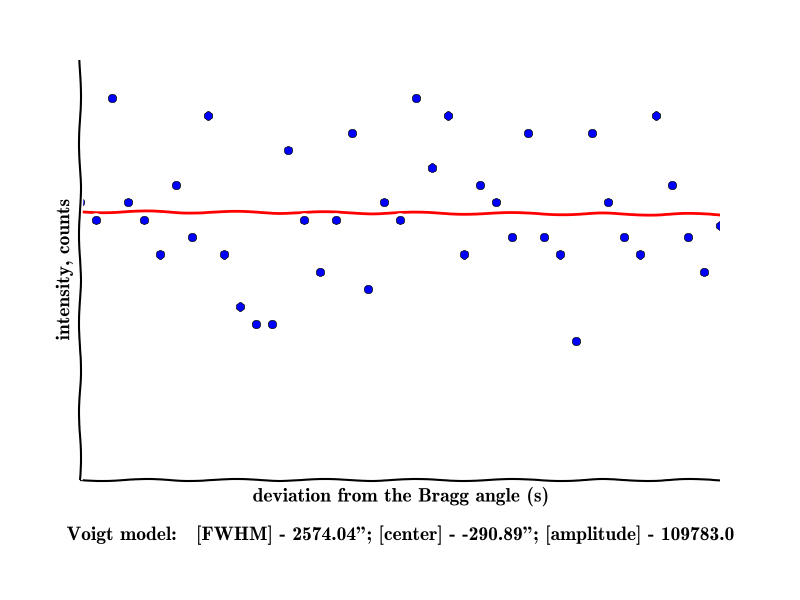 intensity, counts
deviation from the Bragg angle (s)
Voigt model: [FWHM] - 2574.04”; [center] - -290.89”; [amplitude] - 109783.0